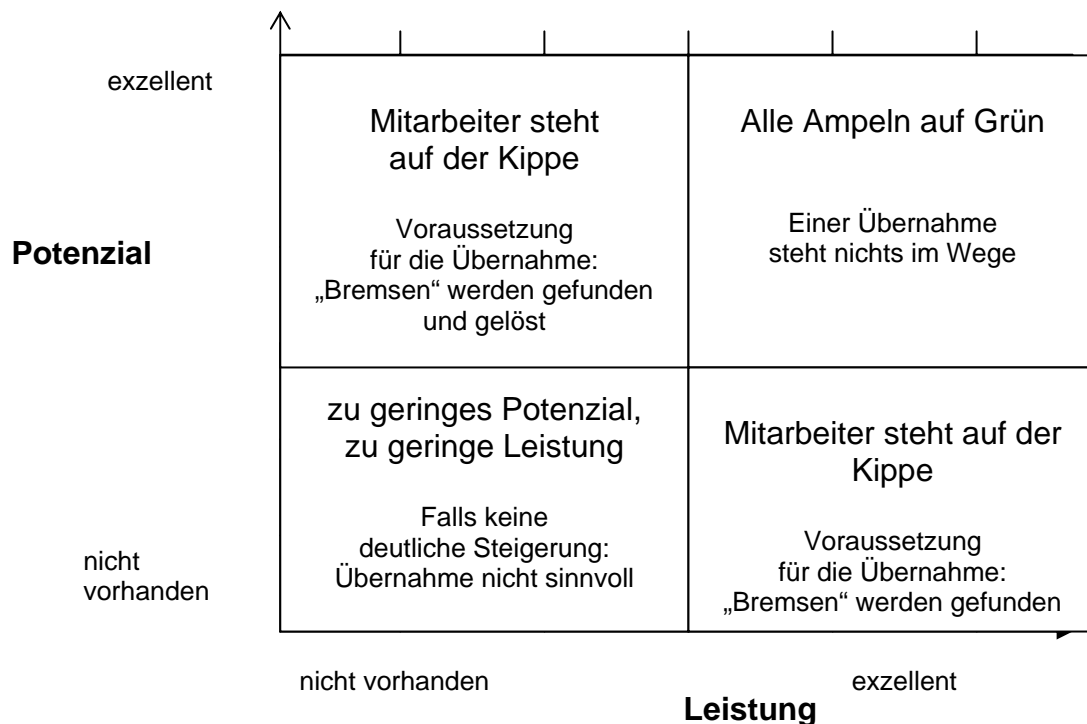 exzellent
Mitarbeiter steht
auf der Kippe
Alle Ampeln auf Grün
Potenzial
Voraussetzung
für die Übernahme:
„Bremsen“ werden gefunden
und gelöst
Einer Übernahme
steht nichts im Wege
zu geringes Potenzial,
zu geringe Leistung
Falls keine
deutliche Steigerung:
Übernahme nicht sinnvoll
Mitarbeiter steht auf der
Kippe
Voraussetzung
für die Übernahme:
„Bremsen“ werden gefunden
nicht
vorhanden
nicht vorhanden
exzellent
Leistung